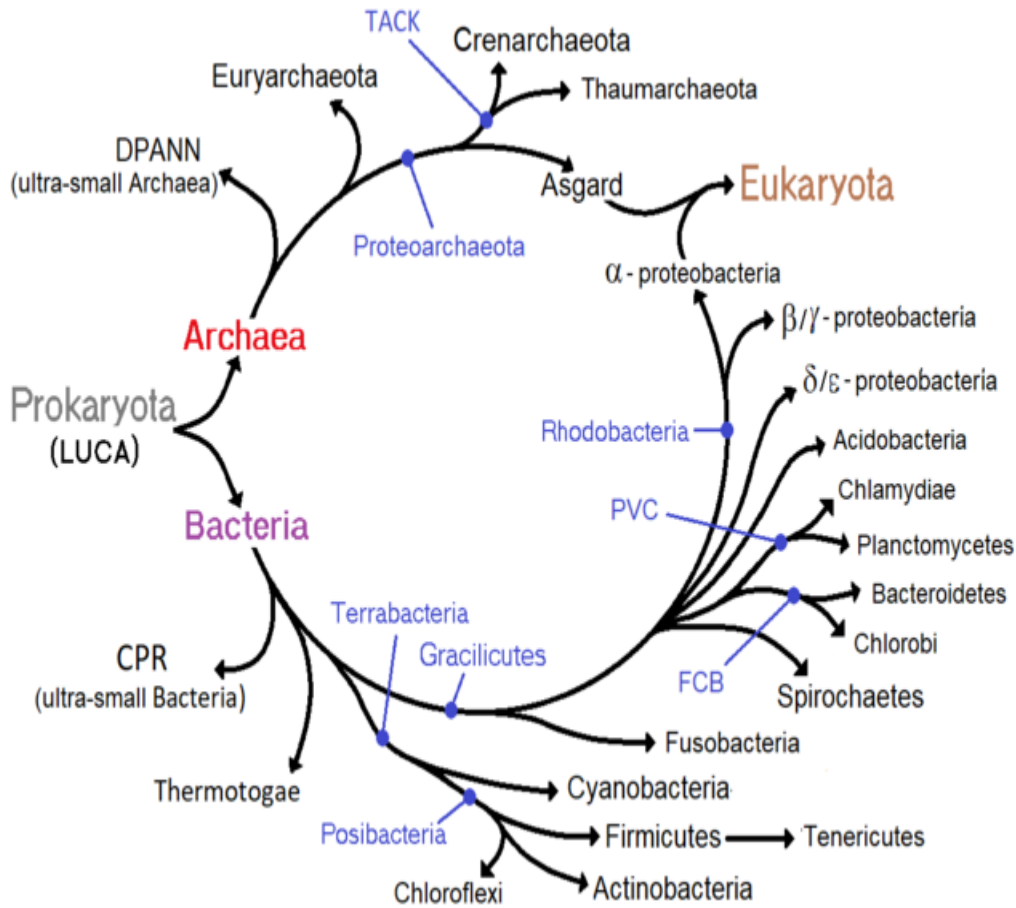 TACK
Crenarchaeota
Euryarchaeota
Thaumarchaeota
DPANN
(ultra-small Archaea)
Asgard
Eukaryota
Proteoarchaeota
α - proteobacteria
Archaea
β/γ - proteobacteria
Prokaryota
(LUCA)
δ/ε - proteobacteria
Rhodobacteria
Acidobacteria
Chlamydiae
PVC
Bacteria
Planctomycetes
Bacteroidetes
Terrabacteria
Chlorobi
Gracilicutes
CPR
(ultra-small Bacteria)
FCB
Spirochaetes
Fusobacteria
Thermotogae
Cyanobacteria
Posibacteria
Firmicutes
Tenericutes
Chloroflexi
Actinobacteria